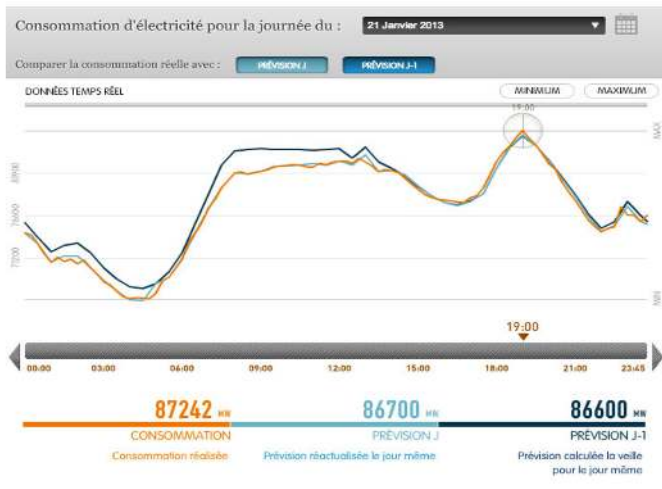 Consommation d'électricité pour la journée du :
21 Janvier 2013
Comparer la consommation réelle avec :
PRÉVISION J
PRÉVISION J-1
DONNÉES TEMPS RÉEL
MINIMUM
MAXIMUM
19:00
MAX
76600
MIN
19:00
00:00 03:00 06:00 09:00 12:00 15:00 18:00 21:00 23:45
87242 MW
CONSOMMATION
Consommation réalisée
86700 MW
PRÉVISION J
Prévision réactualisée le jour même
86600 MW
PRÉVISION J-1
Prévision calculée la veille
pour le jour même